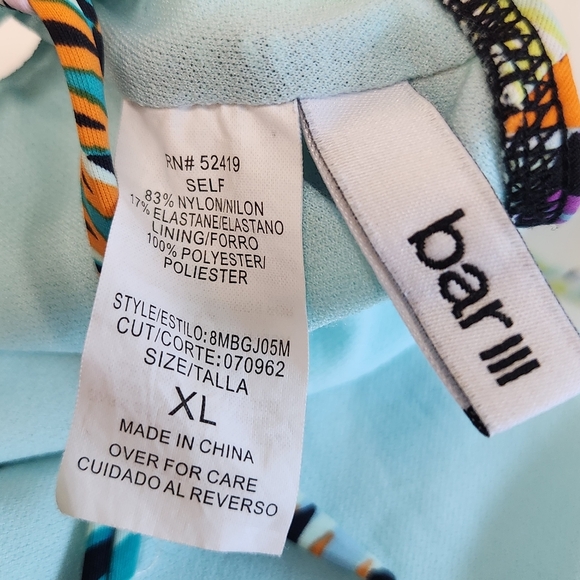 RN# 52419
SELF
83% NYLON/NILON
17% ELASTANE/ELASTANO
LINING/FORRO
100% POLYESTER/
POLIESTER
STYLE/ESTILO:8MBGJ05M
CUT/CORTE:070962
SIZE/TALLA
XL
MADE IN CHINA
OVER FOR CARE
CUIDADO AL REVERSO
bar III